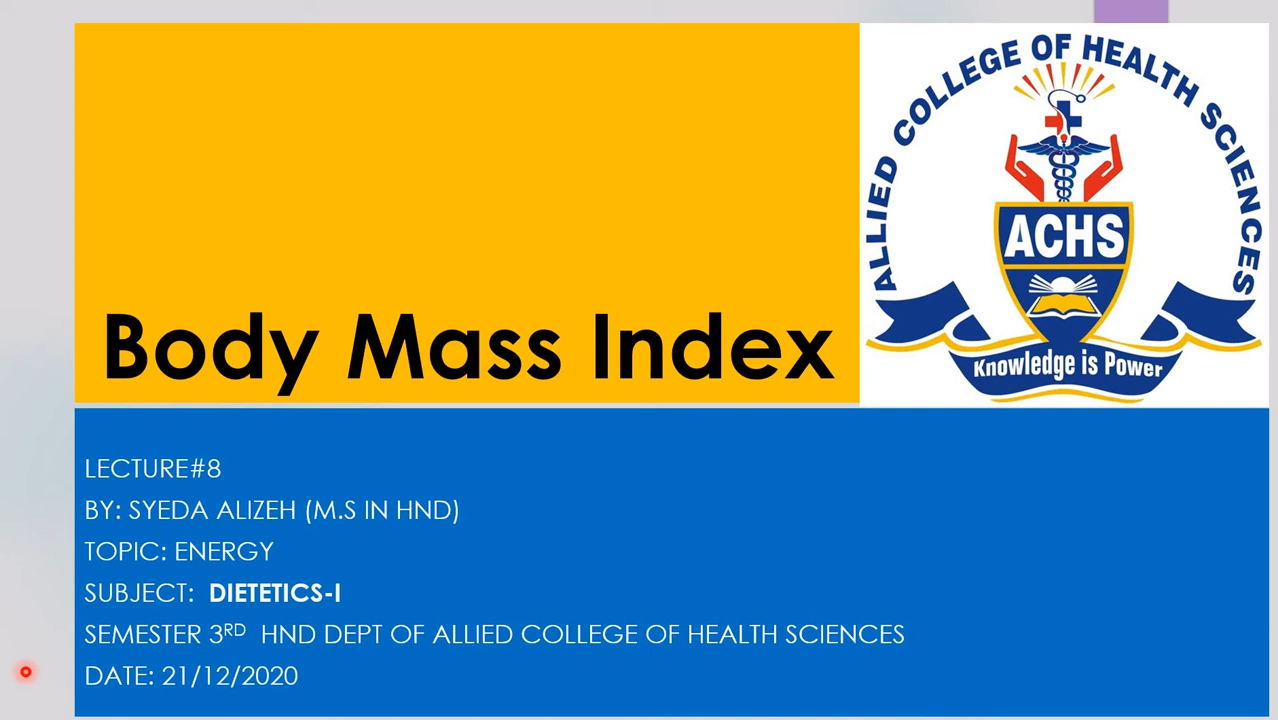 ALLIED COLLEGE OF HEALTH SCIENCES
ACHS
Knowledge is Power
Body Mass Index
LECTURE#8
BY: SYEDA ALIZEH (M.S IN HND)
TOPIC: ENERGY
SUBJECT: DIETETICS-I
SEMESTER 3RD HND DEPT OF ALLIED COLLEGE OF HEALTH SCIENCES
DATE: 21/12/2020